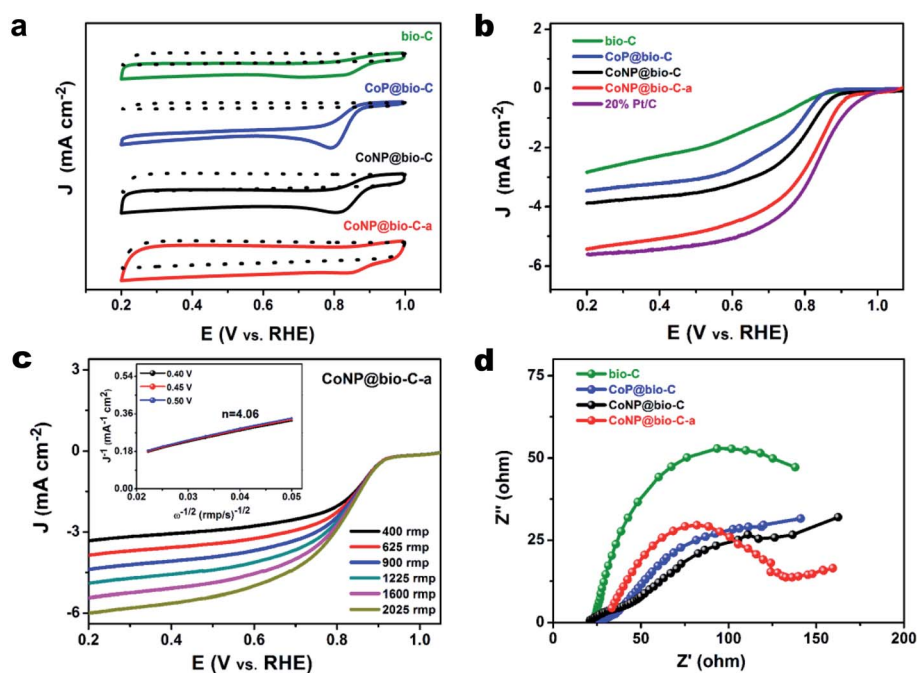 a
bio-C
CoP@bio-C
CoNP@bio-C
CoNP@bio-C-a
J (mA cm-2)
0.2 0.4 0.6 0.8 1.0
E (V vs. RHE)
b
bio-C
CoP@bio-C
CoNP@bio-C
CoNP@bio-C-a
20% Pt/C
J (mA cm-2)
0
-2
-4
-6
0.2 0.4 0.6 0.8 1.0
E (V vs. RHE)
c
CoNP@bio-C-a
J (mA cm-2)
3
0
-3
-6
0.2 0.4 0.6 0.8 1.0
E (V vs. RHE)
0.40 V
0.45 V
0.50 V
n=4.06
J-1 (mA-1 cm2)
0.54
0.36
0.18
0.00
0.02 0.03 0.04 0.05
ω-1/2 (rmp/s)-1/2
400 rmp
625 rmp
900 rmp
1225 rmp
1600 rmp
2025 rmp
d
bio-C
CoP@bio-C
CoNP@bio-C
CoNP@bio-C-a
Z'' (ohm)
75
50
25
0
0 50 100 150 200
Z' (ohm)